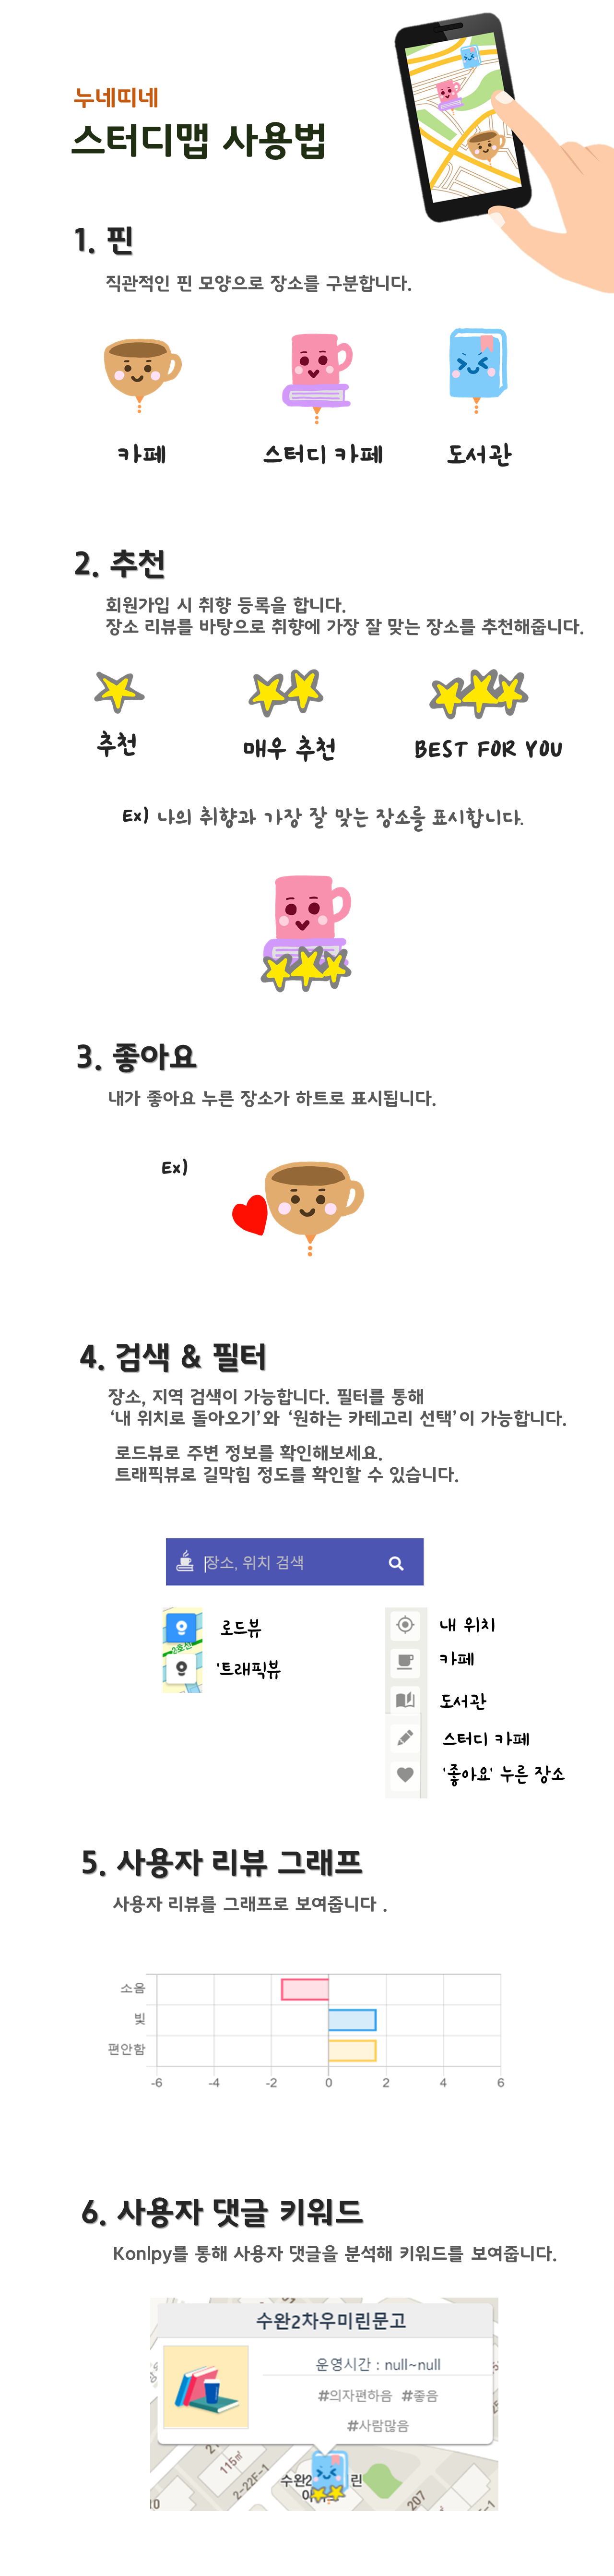 누네띠네
스터디맵 사용법
1. 핀
직관적인 핀 모양으로 장소를 구분합니다.
카페
스터디 카페
도서관
2. 추천
회원가입 시 취향 등록을 합니다.
장소 리뷰를 바탕으로 취향에 가장 잘 맞는 장소를 추천해줍니다.
추천
매우 추천
BEST FOR YOU
Ex) 나의 취향과 가장 잘 맞는 장소를 표시합니다.
3. 좋아요
내가 좋아요 누른 장소가 하트로 표시됩니다.
Ex)
4. 검색 & 필터
장소, 지역 검색이 가능합니다. 필터를 통해
‘내 위치로 돌아오기’와 ‘원하는 카테고리 선택’이 가능합니다.
로드뷰로 주변 정보를 확인해보세요.
트래픽뷰로 길막힘 정도를 확인할 수 있습니다.
장소, 위치 검색
로드뷰
2호선
'트래픽뷰
내 위치
카페
도서관
스터디 카페
'좋아요' 누른 장소
5. 사용자 리뷰 그래프
사용자 리뷰를 그래프로 보여줍니다 .
소음
빛
편안함
-6 -4 -2 0 2 4 6
6. 사용자 댓글 키워드
Konlpy를 통해 사용자 댓글을 분석해 키워드를 보여줍니다.
수완2차우미린문고
운영시간 : null~null
#의자편하음 #좋음
#사람많음
115㎡
2-22F-1
수완2 린
207